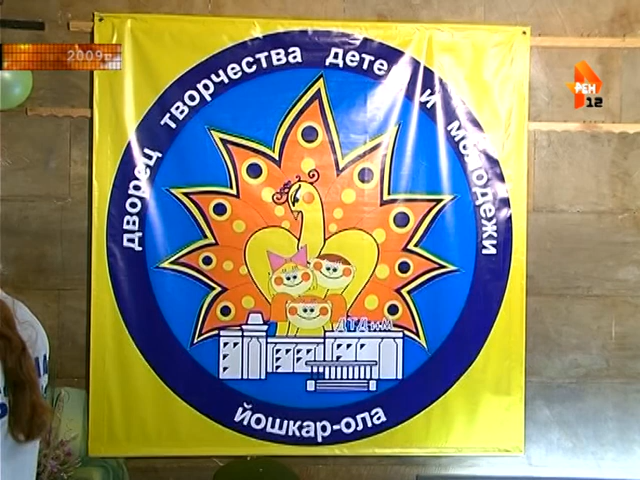 2009г.
РЕН
12
дворец творчества детей и молодежи
ДТДиМ
йошкар-ола